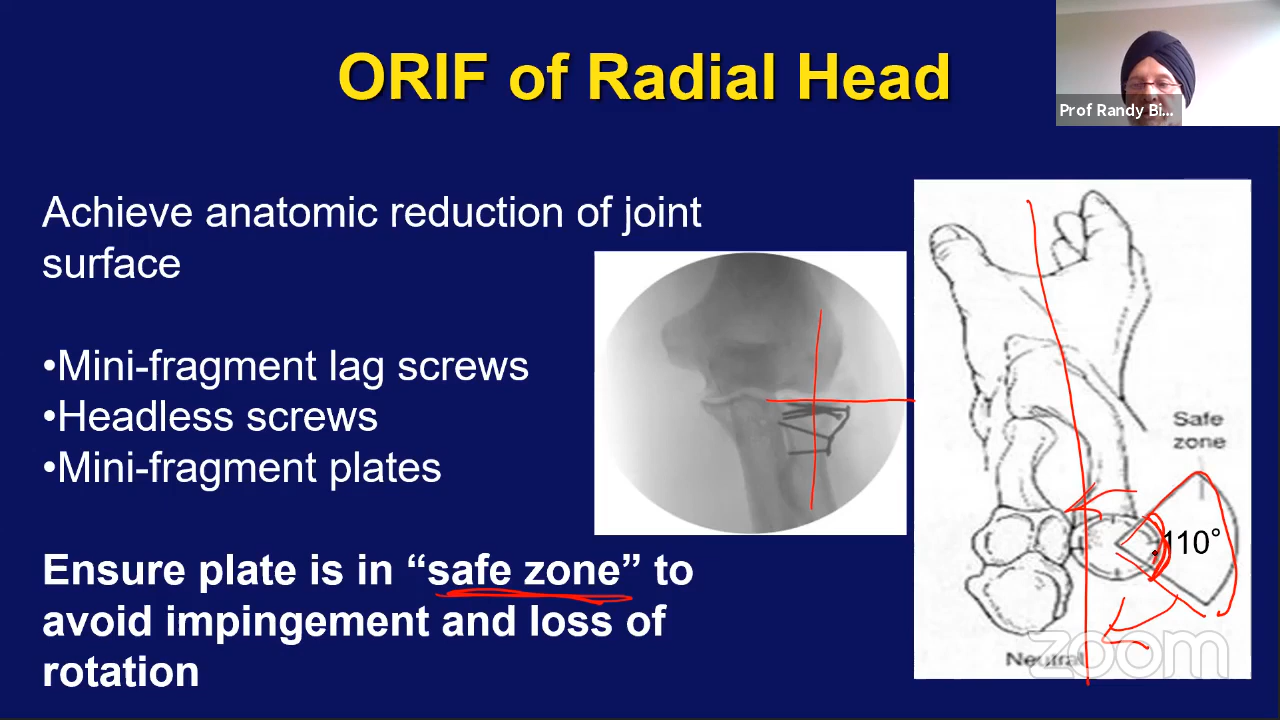 ORIF of Radial Head
Prof Randy Bi...
Achieve anatomic reduction of joint
surface
•Mini-fragment lag screws
•Headless screws
•Mini-fragment plates
Ensure plate is in “safe zone” to
avoid impingement and loss of
rotation
Safe
zone
110°
Neutral
zoom